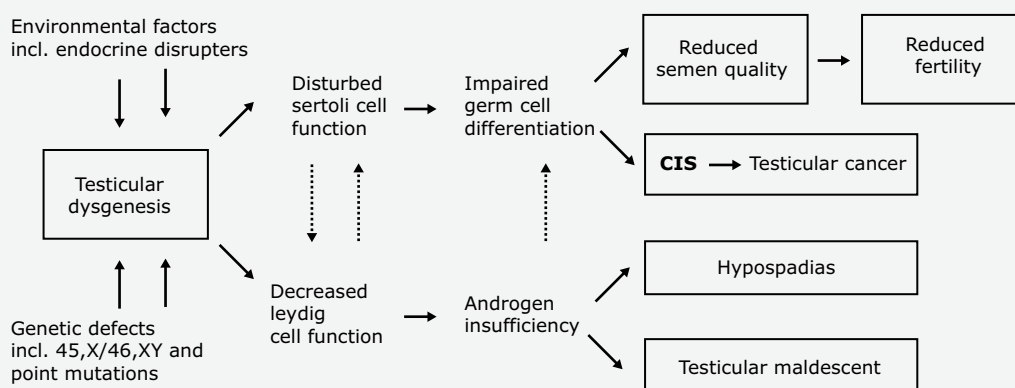 Environmental factors
incl. endocrine disrupters
Testicular
dysgenesis
Genetic defects
incl. 45,X/46,XY and
point mutations
Disturbed
sertoli cell
function
Decreased
leydig
cell function
Impaired
germ cell
differentiation
Androgen
insufficiency
Reduced
semen quality
Reduced
fertility
CIS Testicular cancer
Hypospadias
Testicular maldescent